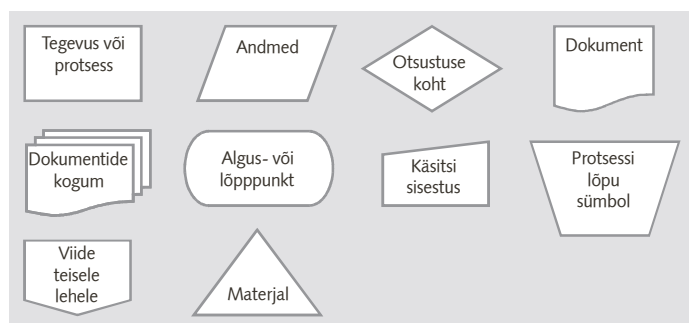 Tegevus või
protsess
Andmed
Otsustuse
koht
Dokument
Dokumentide
kogum
Algus- või
lõpppunkt
Käsitsi
sisestus
Protsessi
lõpu
sümbol
Viide
teisele
lehele
Materjal